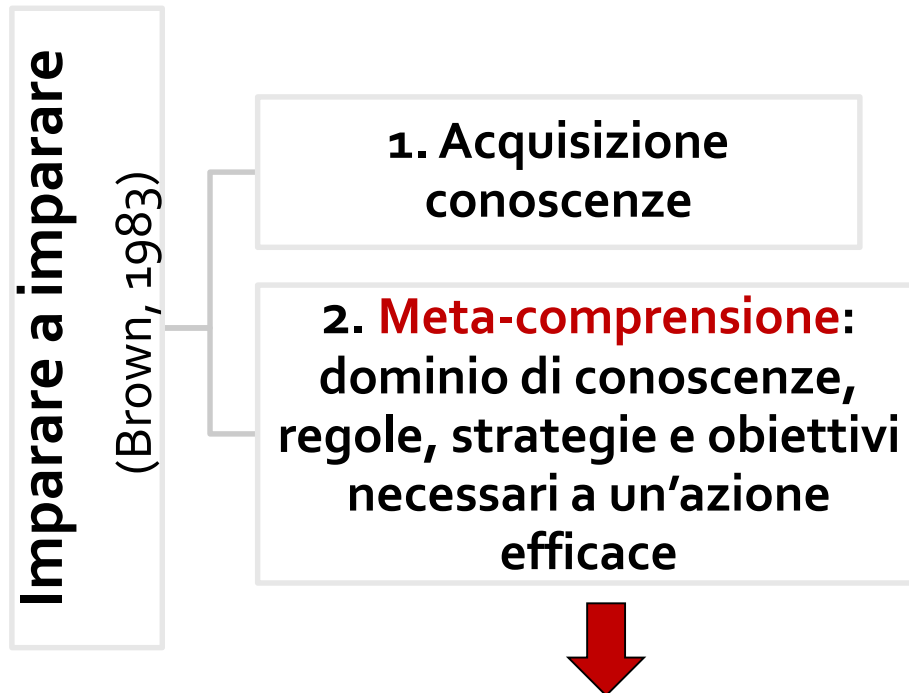 Imparare a imparare
(Brown, 1983)
1. Acquisizione
conoscenze
2. Meta-comprensione:
dominio di conoscenze,
regole, strategie e obiettivi
necessari a un’azione
efficace